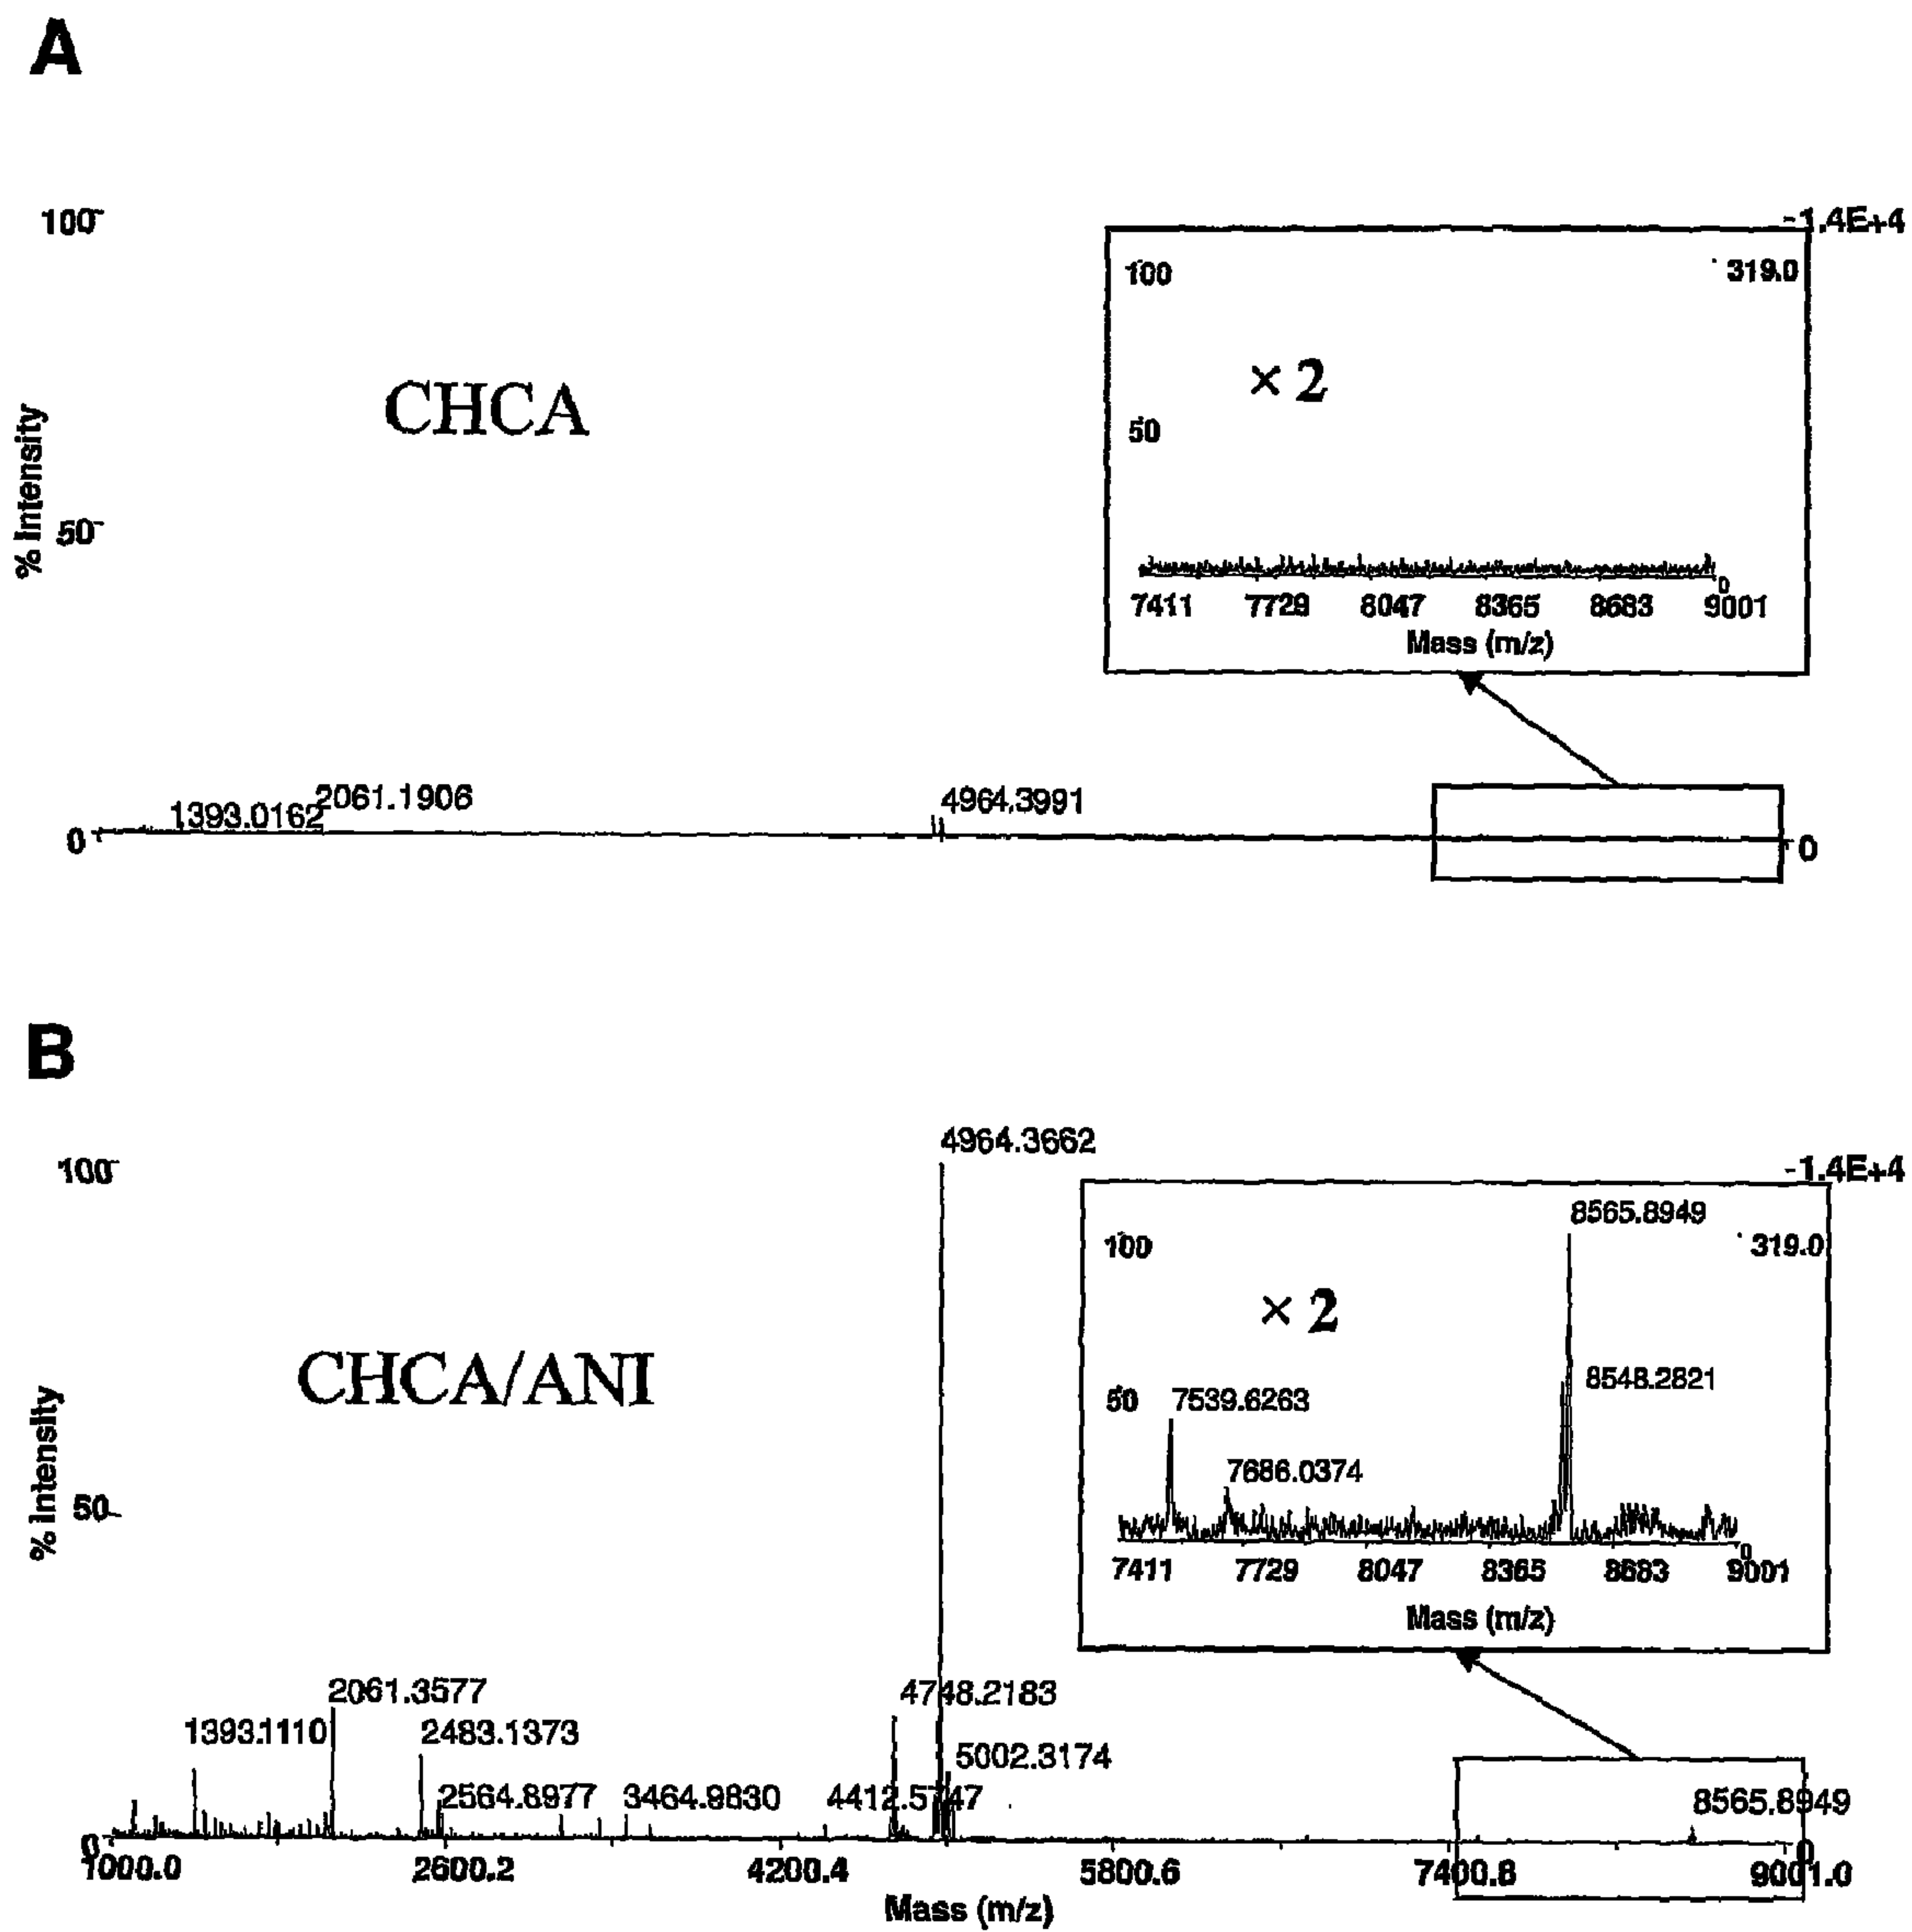 A
100
-1.4E+4
100
319.0
× 2
CHCA
50
% Intensity
50
0
7411 7729 8047 8365 8683 9001
Mass (m/z)
1393.0162
2061.1906
4964.3991
0
0
B
4964.3662
100
-1.4E+4
8565.8949
100
319.0
× 2
CHCA/ANI
8548.2821
50
7539.6263
7686.0374
% Intensity
50
0
7411 7729 8047 8365 8683 9001
Mass (m/z)
2061.3577
4748.2183
1393.1110
2483.1373
5002.3174
2564.8977
3464.9830
4412.5747
8565.8949
0
0
1000.0 2600.2 4200.4 5800.6 7400.8 9001.0
Mass (m/z)